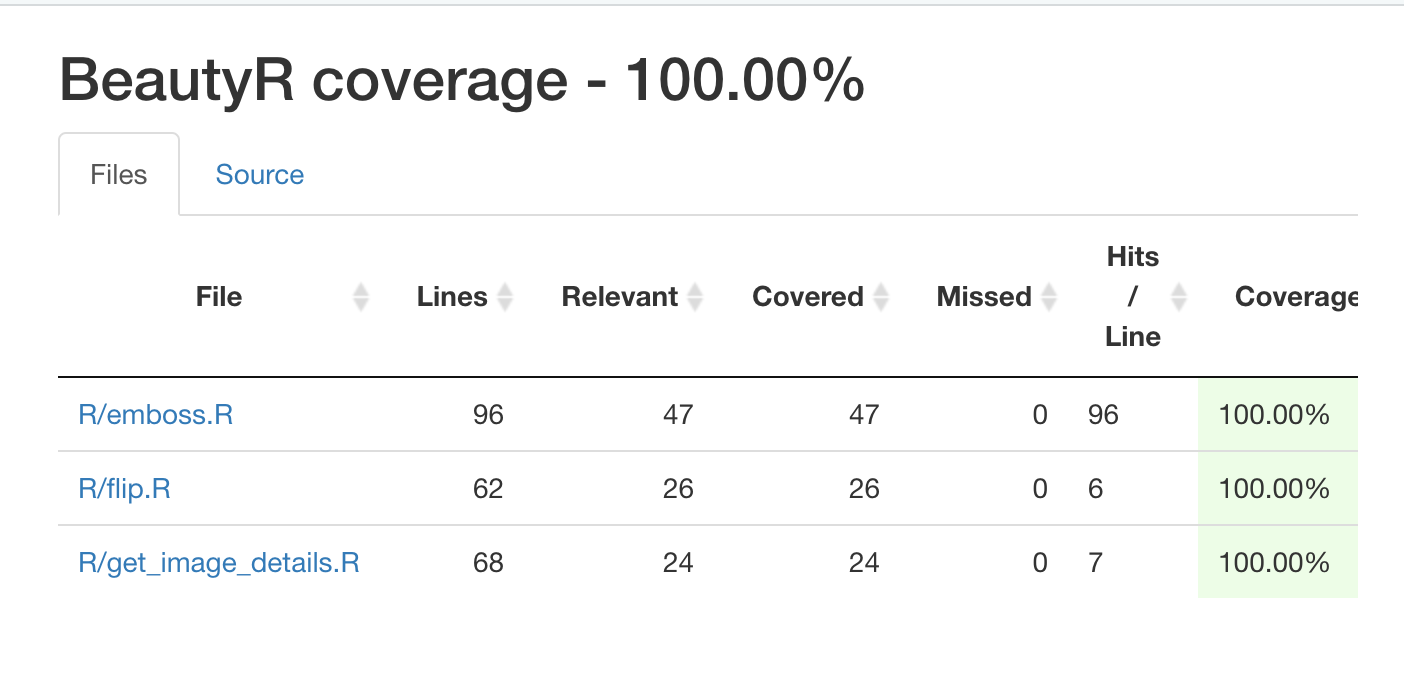 BeautyR coverage - 100.00%
Files Source
File Lines Relevant Covered Missed Hits / Line Coverage
R/emboss.R 96 47 47 0 96 100.00%
R/flip.R 62 26 26 0 6 100.00%
R/get_image_details.R 68 24 24 0 7 100.00%